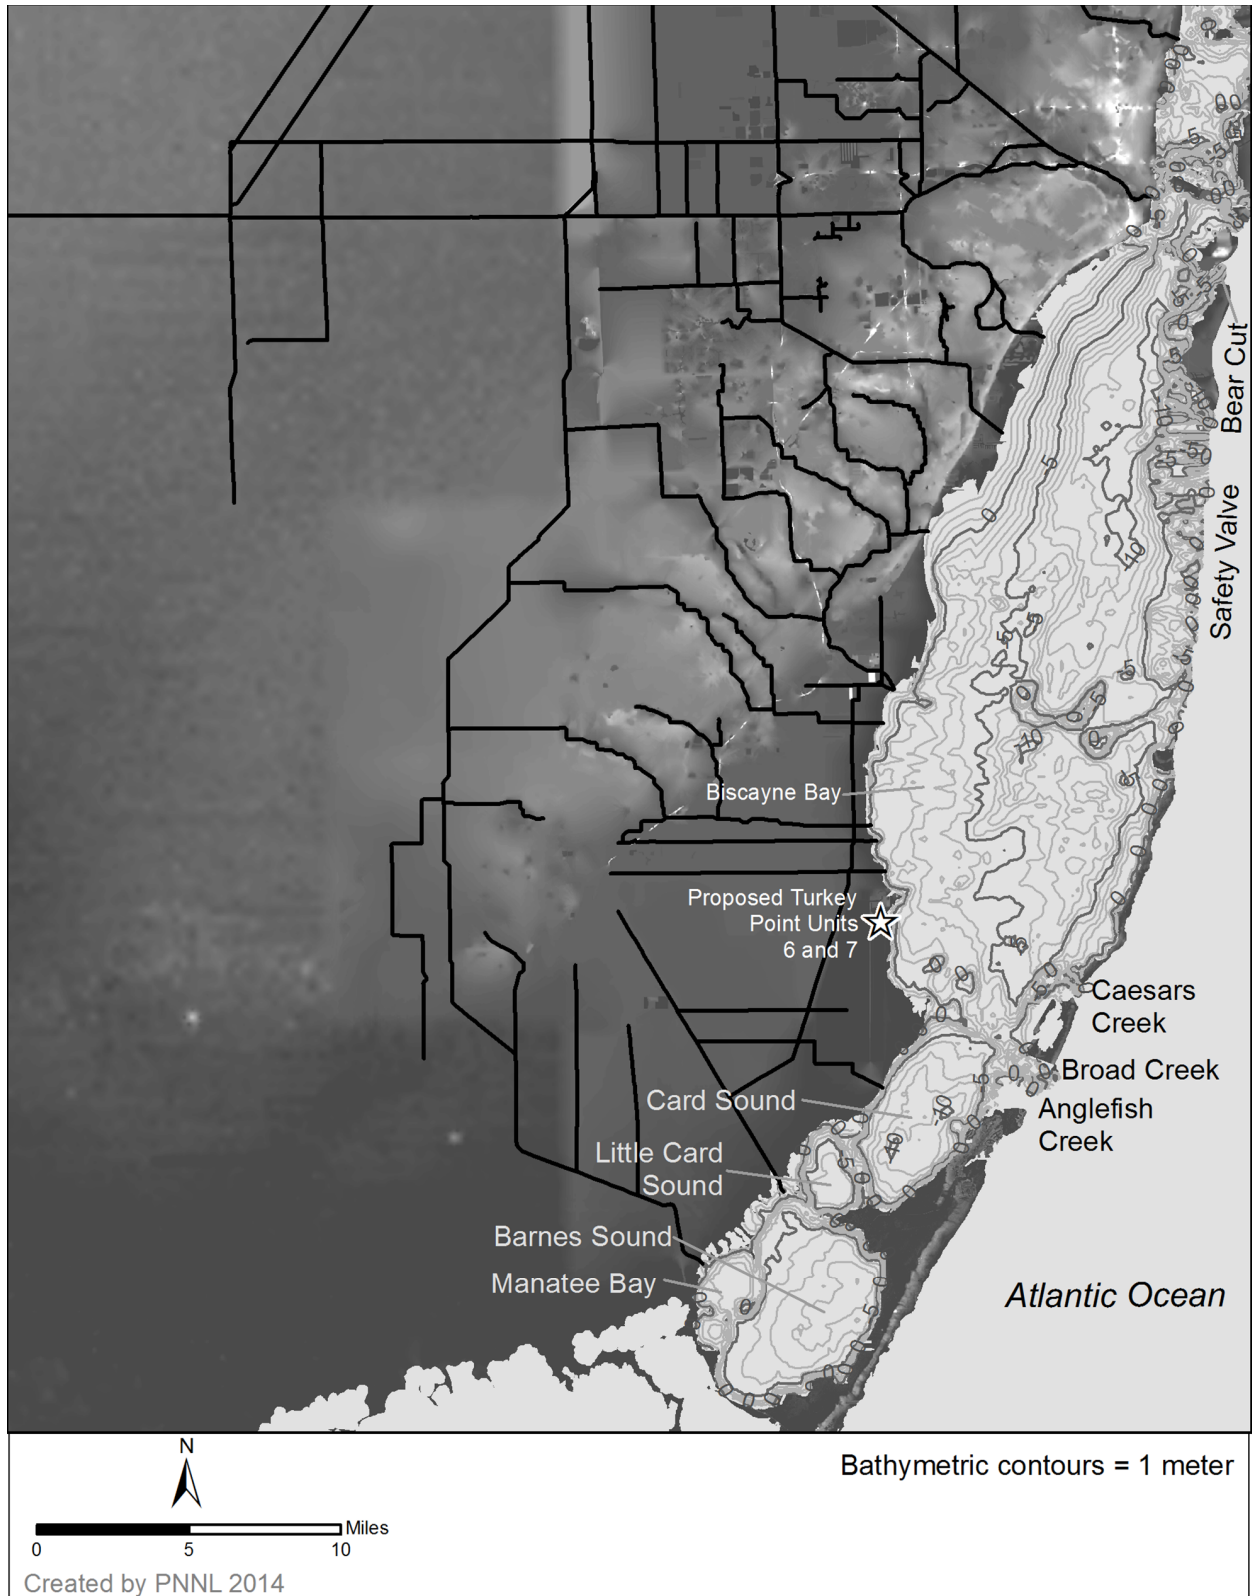 Bear Cut
Safety Valve
Biscayne Bay
Proposed Turkey
Point Units
6 and 7
Caesars
Creek
Broad Creek
Anglefish
Creek
Card Sound
Little Card
Sound
Barnes Sound
Manatee Bay
Atlantic Ocean
N
Bathymetric contours = 1 meter
Miles
0 5 10
Created by PNNL 2014